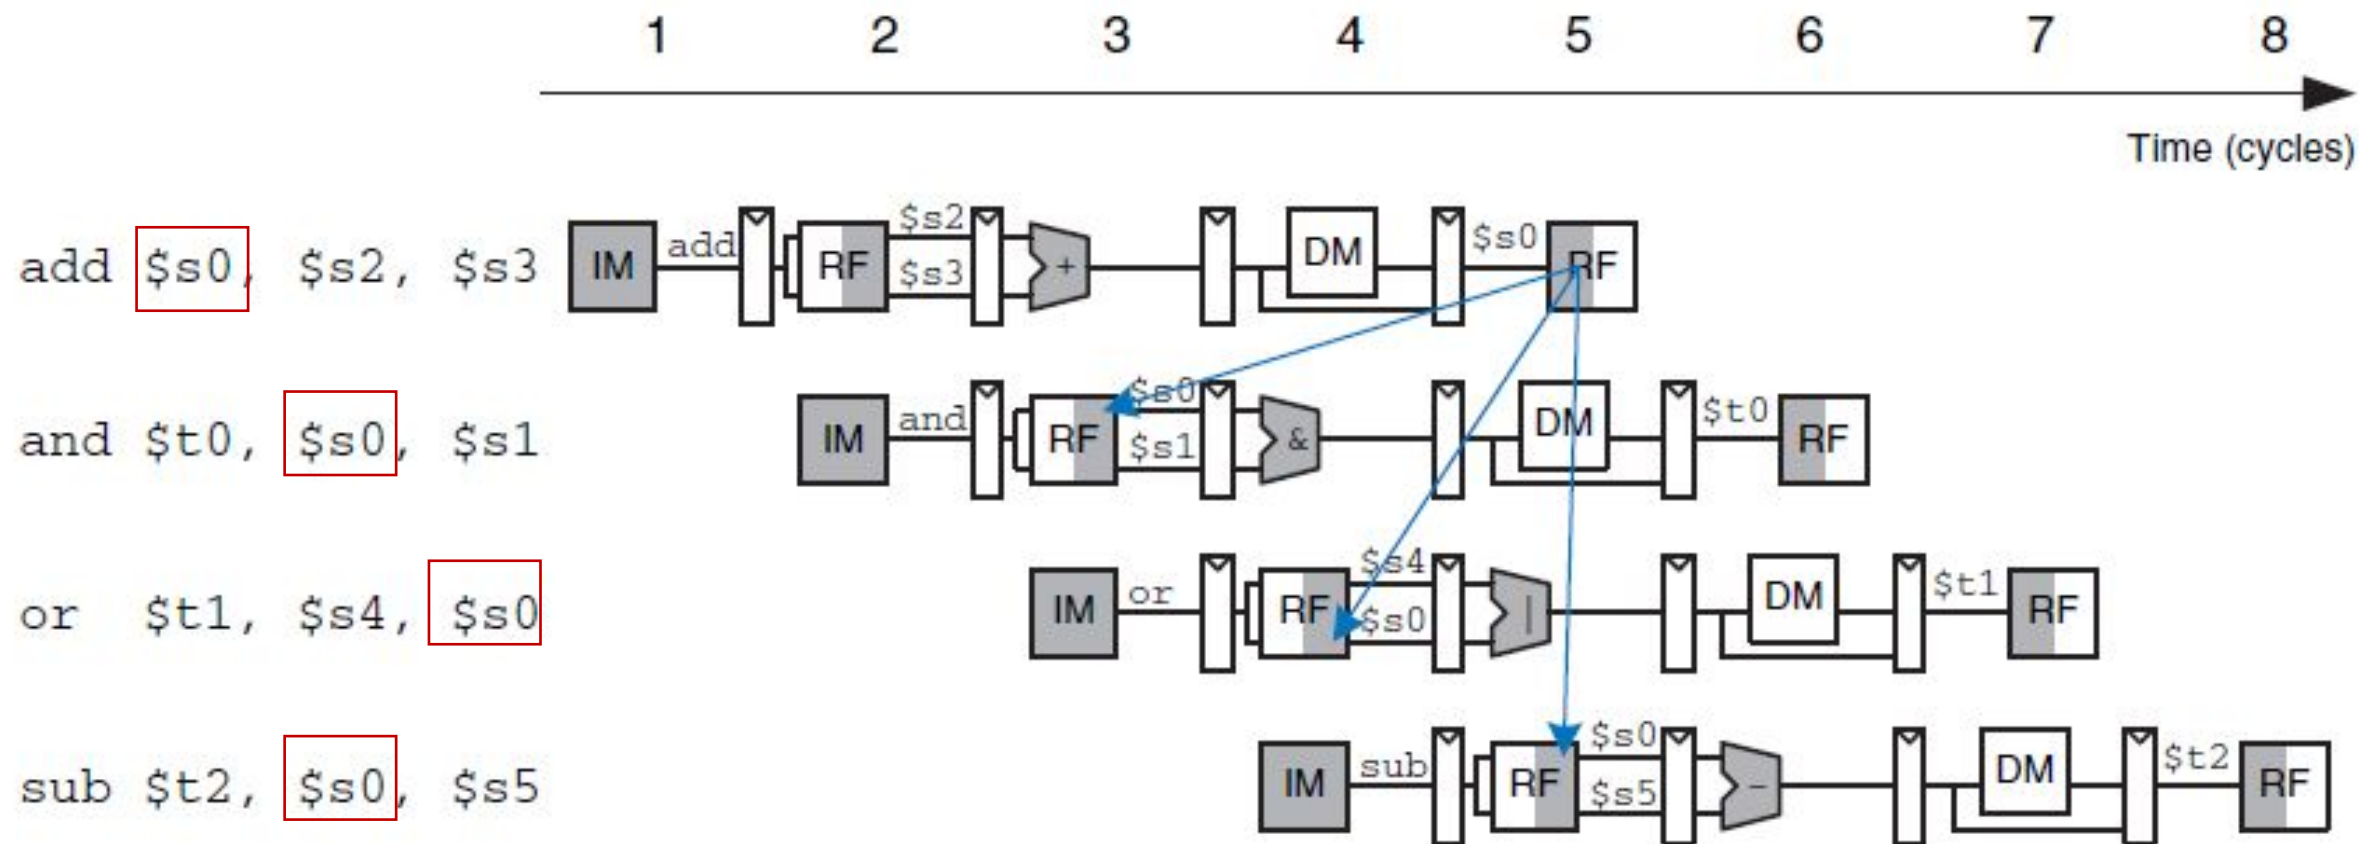 1 2 3 4 5 6 7 8
Time (cycles)
add $s0, $s2, $s3 IM add RF $s2 $s3 + DM $s0 RF
and $t0, $s0, $s1 IM and RF $s0 $s1 & DM $t0 RF
or $t1, $s4, $s0 IM or RF $s4 $s0 | DM $t1 RF
sub $t2, $s0, $s5 IM sub RF $s0 $s5 - DM $t2 RF